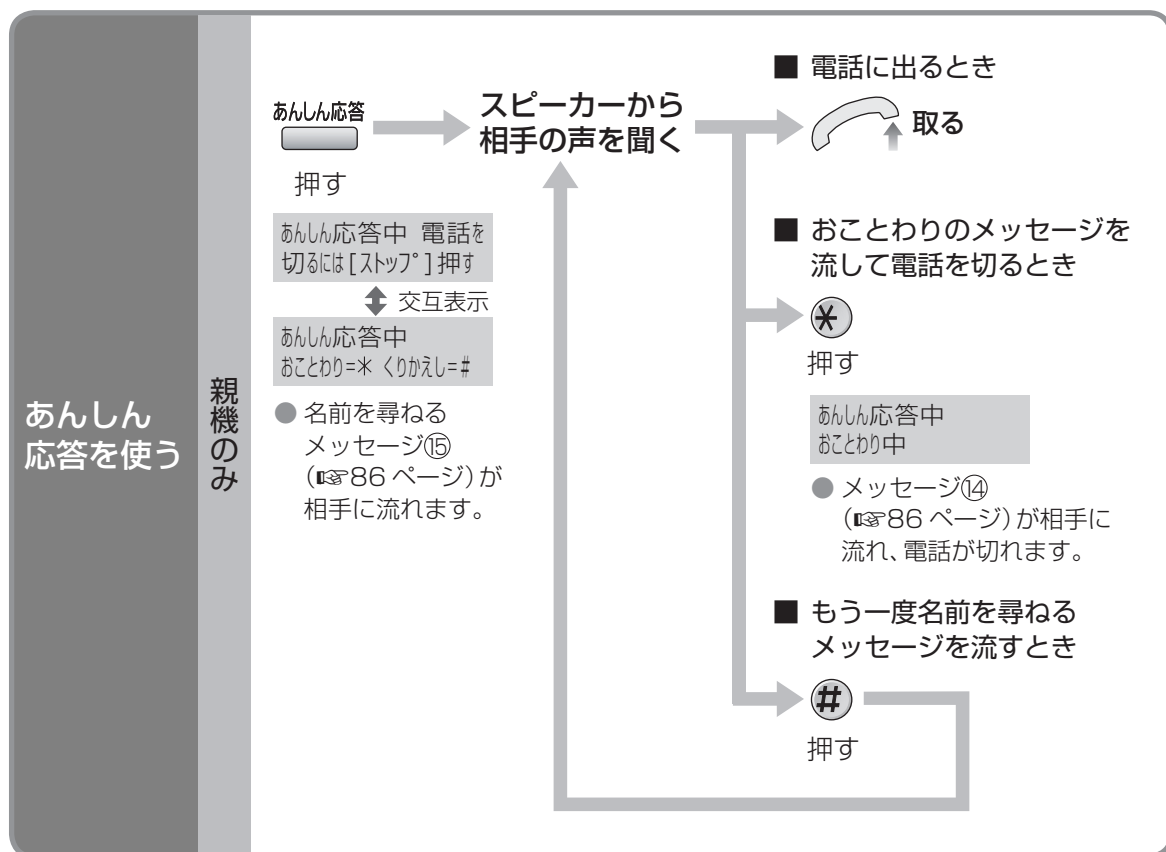 あんしん
応答を使う
親機のみ
あんしん応答
押す
あんしん応答中 電話を
切るには[ストップ]押す
交互表示
あんしん応答中
おことわり=* くりかえし=#
● 名前を尋ねる
メッセージ⑮
(☞86 ページ)が
相手に流れます。
スピーカーから
相手の声を聞く
■ 電話に出るとき
取る
■ おことわりのメッセージを
流して電話を切るとき
*
押す
あんしん応答中
おことわり中
● メッセージ⑭
(☞86 ページ)が相手に
流れ、電話が切れます。
■ もう一度名前を尋ねる
メッセージを流すとき
#
押す